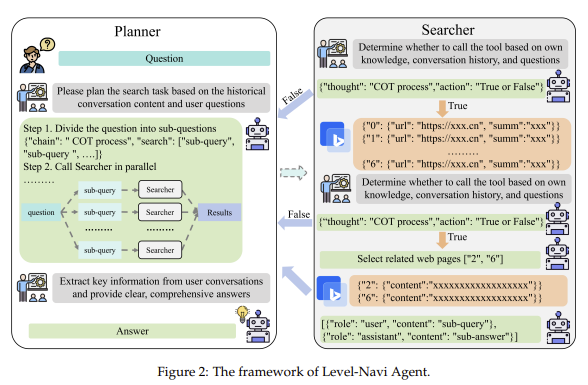 Planner
Question
Please plan the search task based on the historical
conversation content and user questions
Step 1. Divide the question into sub-questions
{"chain": " COT process", "search": ["sub-query",
"sub-query ", ….]}
Step 2. Call Searcher in parallel
………
question
sub-query
Searcher
sub-query
Searcher
………
………
sub-query
Searcher
Results
Extract key information from user conversations
and provide clear, comprehensive answers
Answer
False
False
Searcher
Determine whether to call the tool based on own
knowledge, conversation history, and questions
{"thought": "COT process","action": "True or False"}
True
{"0": {"url": "https://xxx.cn", "summ":"xxx"}}
{"1": {"url": "https://xxx.cn", "summ":"xxx"}}
………
{"6": {"url": "https://xxx.cn", "summ":"xxx"}}
Determine whether to call the tool based on own
knowledge, conversation history, and questions
{"thought": "COT process","action": "True or False"}
True
Select related web pages ["2", "6"]
{"2": {"content":"xxxxxxxxxxxxxxxxxx"}}
{"6": {"content":"xxxxxxxxxxxxxxxxxx"}}
[{"role": "user", "content": "sub-query"},
{"role": "assistant", "content": "sub-answer"}]
Figure 2: The framework of Level-Navi Agent.